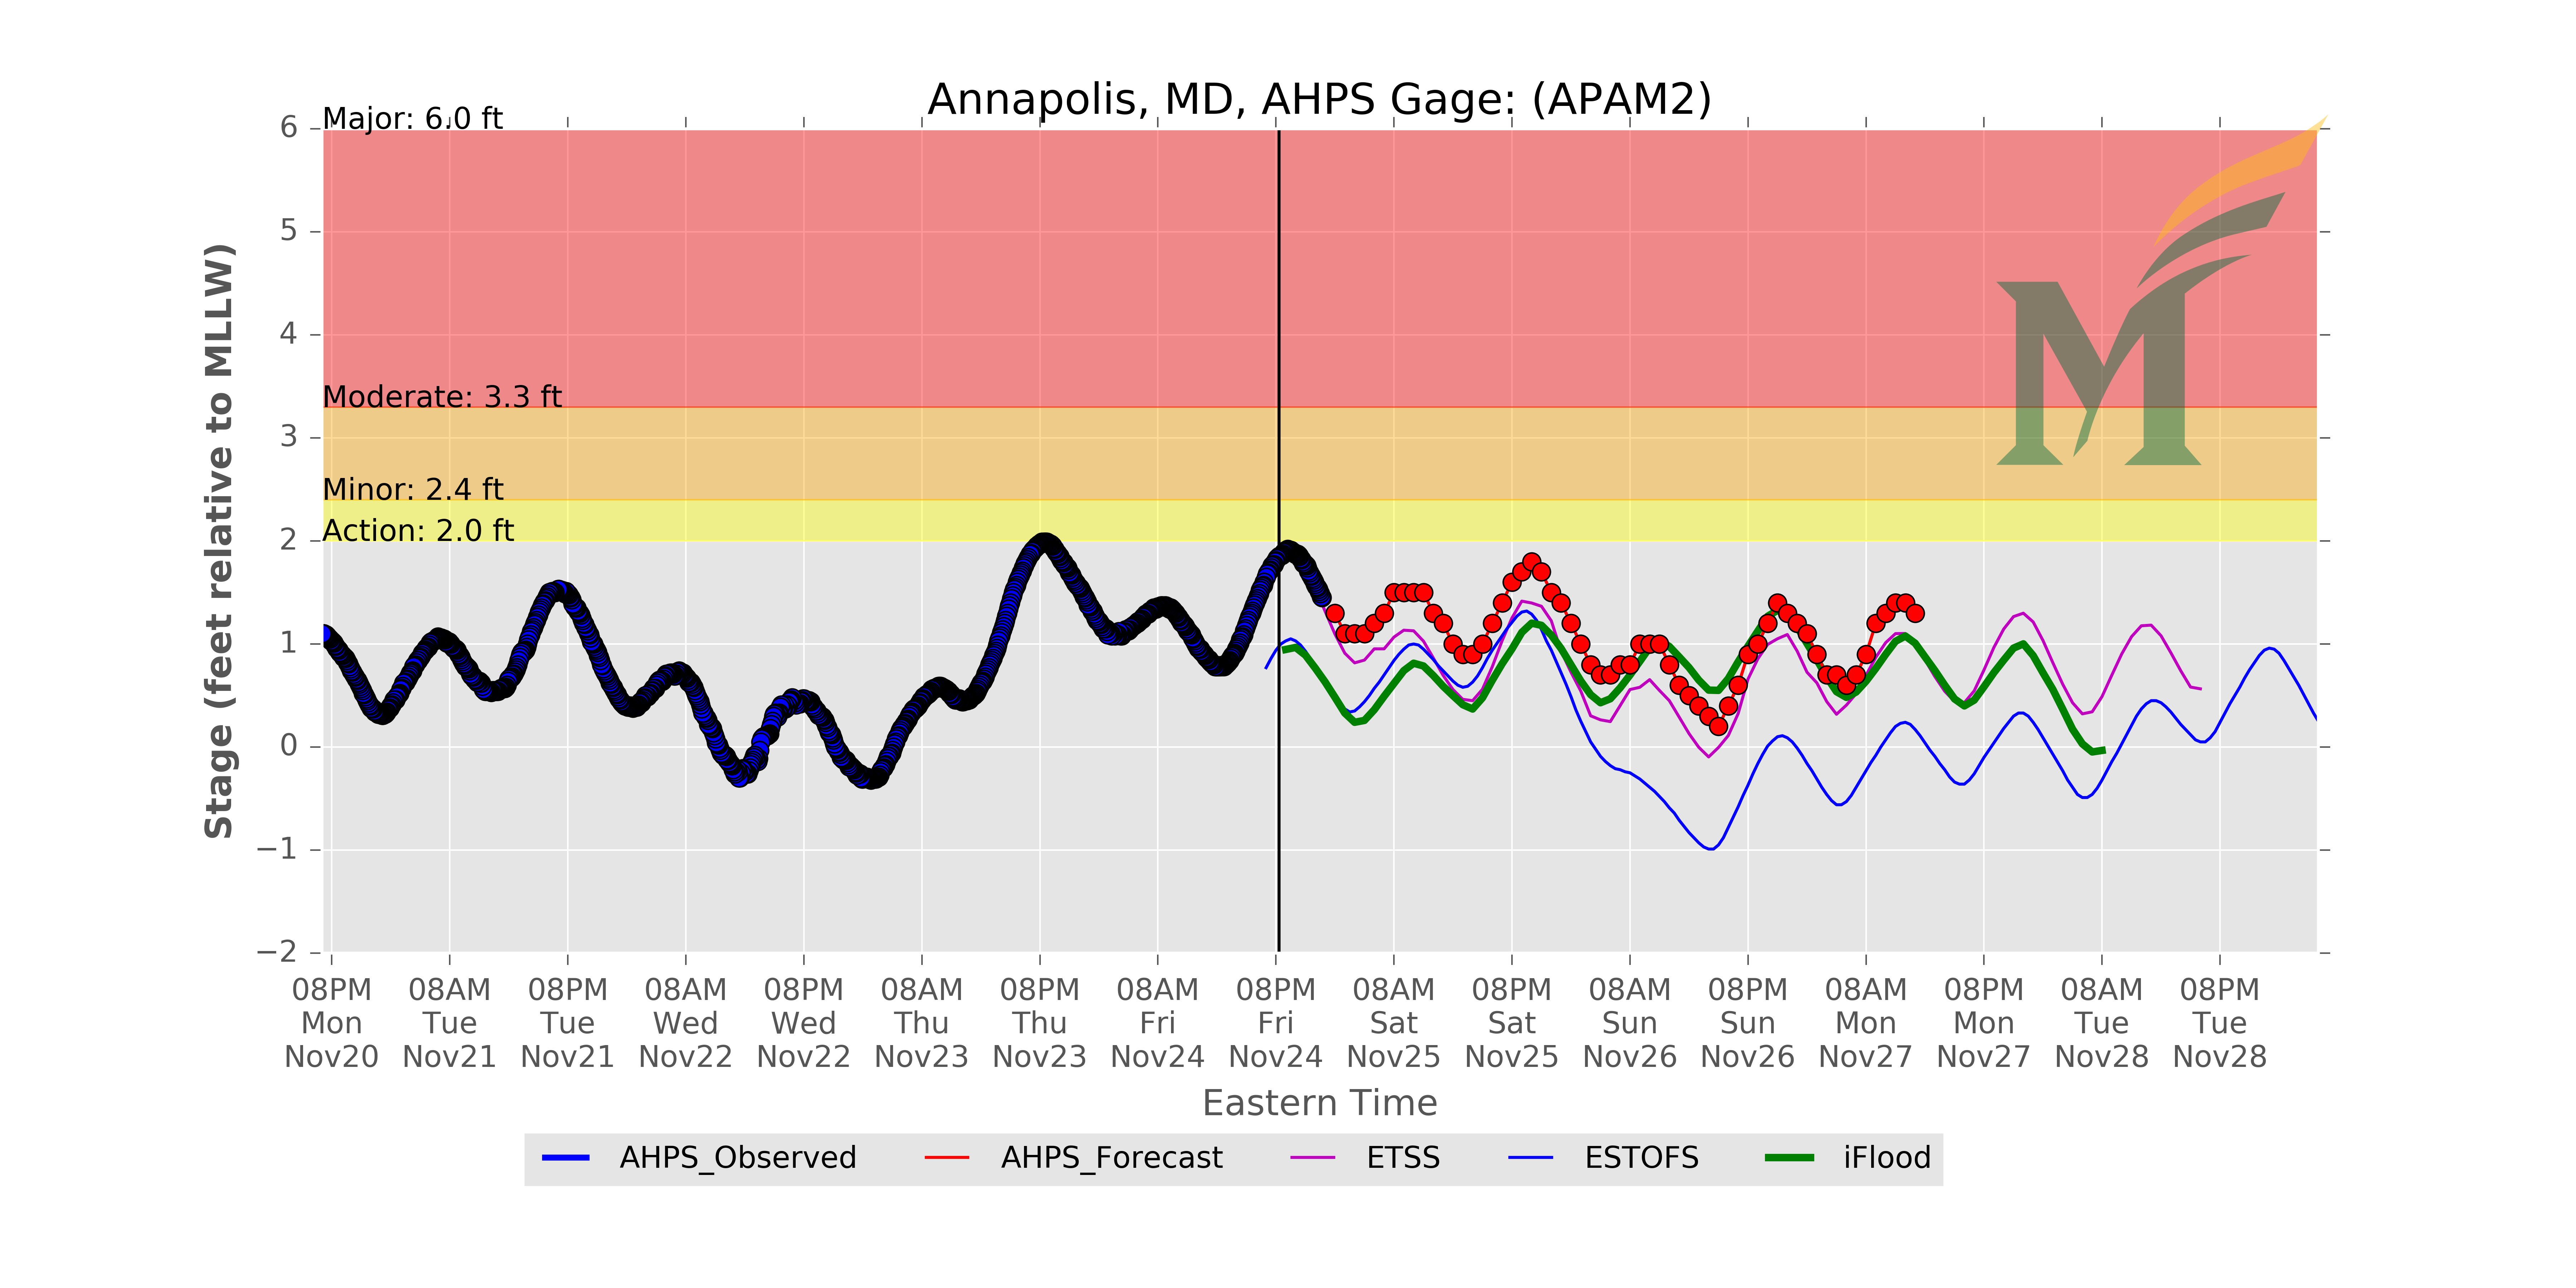 Annapolis, MD, AHPS Gage: (APAM2)
Major: 6.0 ft
Moderate: 3.3 ft
Minor: 2.4 ft
Action: 2.0 ft
Stage (feet relative to MLLW)
6
5
4
3
2
1
0
−1
−2
08PM Mon Nov20
08AM Tue Nov21
08PM Tue Nov21
08AM Wed Nov22
08PM Wed Nov22
08AM Thu Nov23
08PM Thu Nov23
08AM Fri Nov24
08PM Fri Nov24
08AM Sat Nov25
08PM Sat Nov25
08AM Sun Nov26
08PM Sun Nov26
08AM Mon Nov27
08PM Mon Nov27
08AM Tue Nov28
08PM Tue Nov28
Eastern Time
AHPS_Observed
AHPS_Forecast
ETSS
ESTOFS
iFlood
M